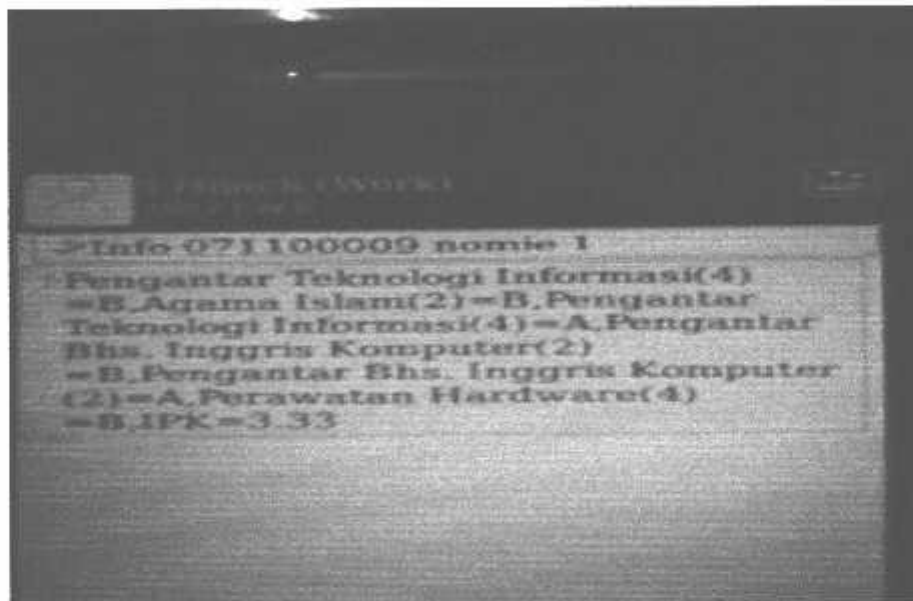 (Work)
>Info 071100009 nomie 1
Pengantar Teknologi Informasi(4)
=B,Agama Islam(2)=B,Pengantar
Teknologi Informasi(4)=A,Pengantar
Bhs. Inggris Komputer(2)
=B,Pengantar Bhs. Inggris Komputer
(2)=A,Perawatan Hardware(4)
=B,IPK=3.33